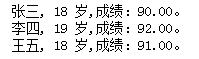 张三, 18 岁,成绩: 90.00。
李四, 19 岁,成绩: 92.00。
王五, 18 岁,成绩: 91.00。